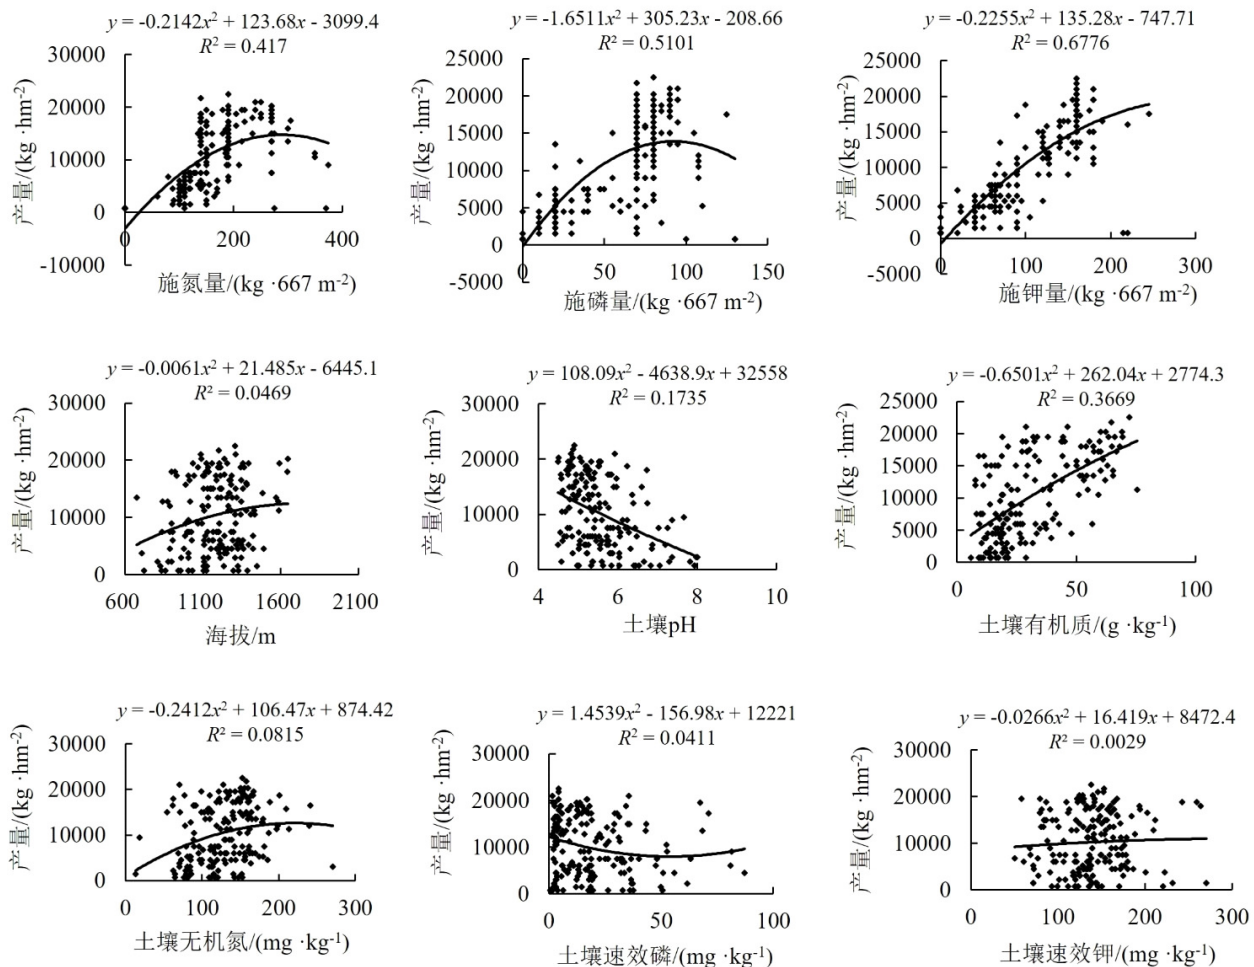 y = -0.2142x² + 123.68x - 3099.4
R² = 0.417
30000
20000
10000
0
-10000
0
200
400
产量/(kg ·hm⁻²)
施氮量/(kg ·667 m⁻²)
y = -1.6511x² + 305.23x - 208.66
R² = 0.5101
25000
20000
15000
10000
5000
0
-5000
0
50
100
150
产量/(kg ·hm⁻²)
施磷量/(kg ·667 m⁻²)
y = -0.2255x² + 135.28x - 747.71
R² = 0.6776
25000
20000
15000
10000
5000
0
-5000
0
100
200
300
产量/(kg ·hm⁻²)
施钾量/(kg ·667 m⁻²)
y = -0.0061x² + 21.485x - 6445.1
R² = 0.0469
30000
20000
10000
0
600
1100
1600
2100
产量/(kg ·hm⁻²)
海拔/m
y = 108.09x² - 4638.9x + 32558
R² = 0.1735
30000
20000
10000
0
4
6
8
10
产量/(kg ·hm⁻²)
土壤pH
y = -0.6501x² + 262.04x + 2774.3
R² = 0.3669
25000
20000
15000
10000
5000
0
0
50
100
产量/(kg ·hm⁻²)
土壤有机质/(g ·kg⁻¹)
y = -0.2412x² + 106.47x + 874.42
R² = 0.0815
30000
20000
10000
0
0
100
200
300
产量/(kg ·hm⁻²)
土壤无机氮/(mg ·kg⁻¹)
y = 1.4539x² - 156.98x + 12221
R² = 0.0411
30000
20000
10000
0
0
50
100
产量/(kg ·hm⁻²)
土壤速效磷/(mg ·kg⁻¹)
y = -0.0266x² + 16.419x + 8472.4
R² = 0.0029
30000
20000
10000
0
0
100
200
300
产量/(kg ·hm⁻²)
土壤速效钾/(mg ·kg⁻¹)